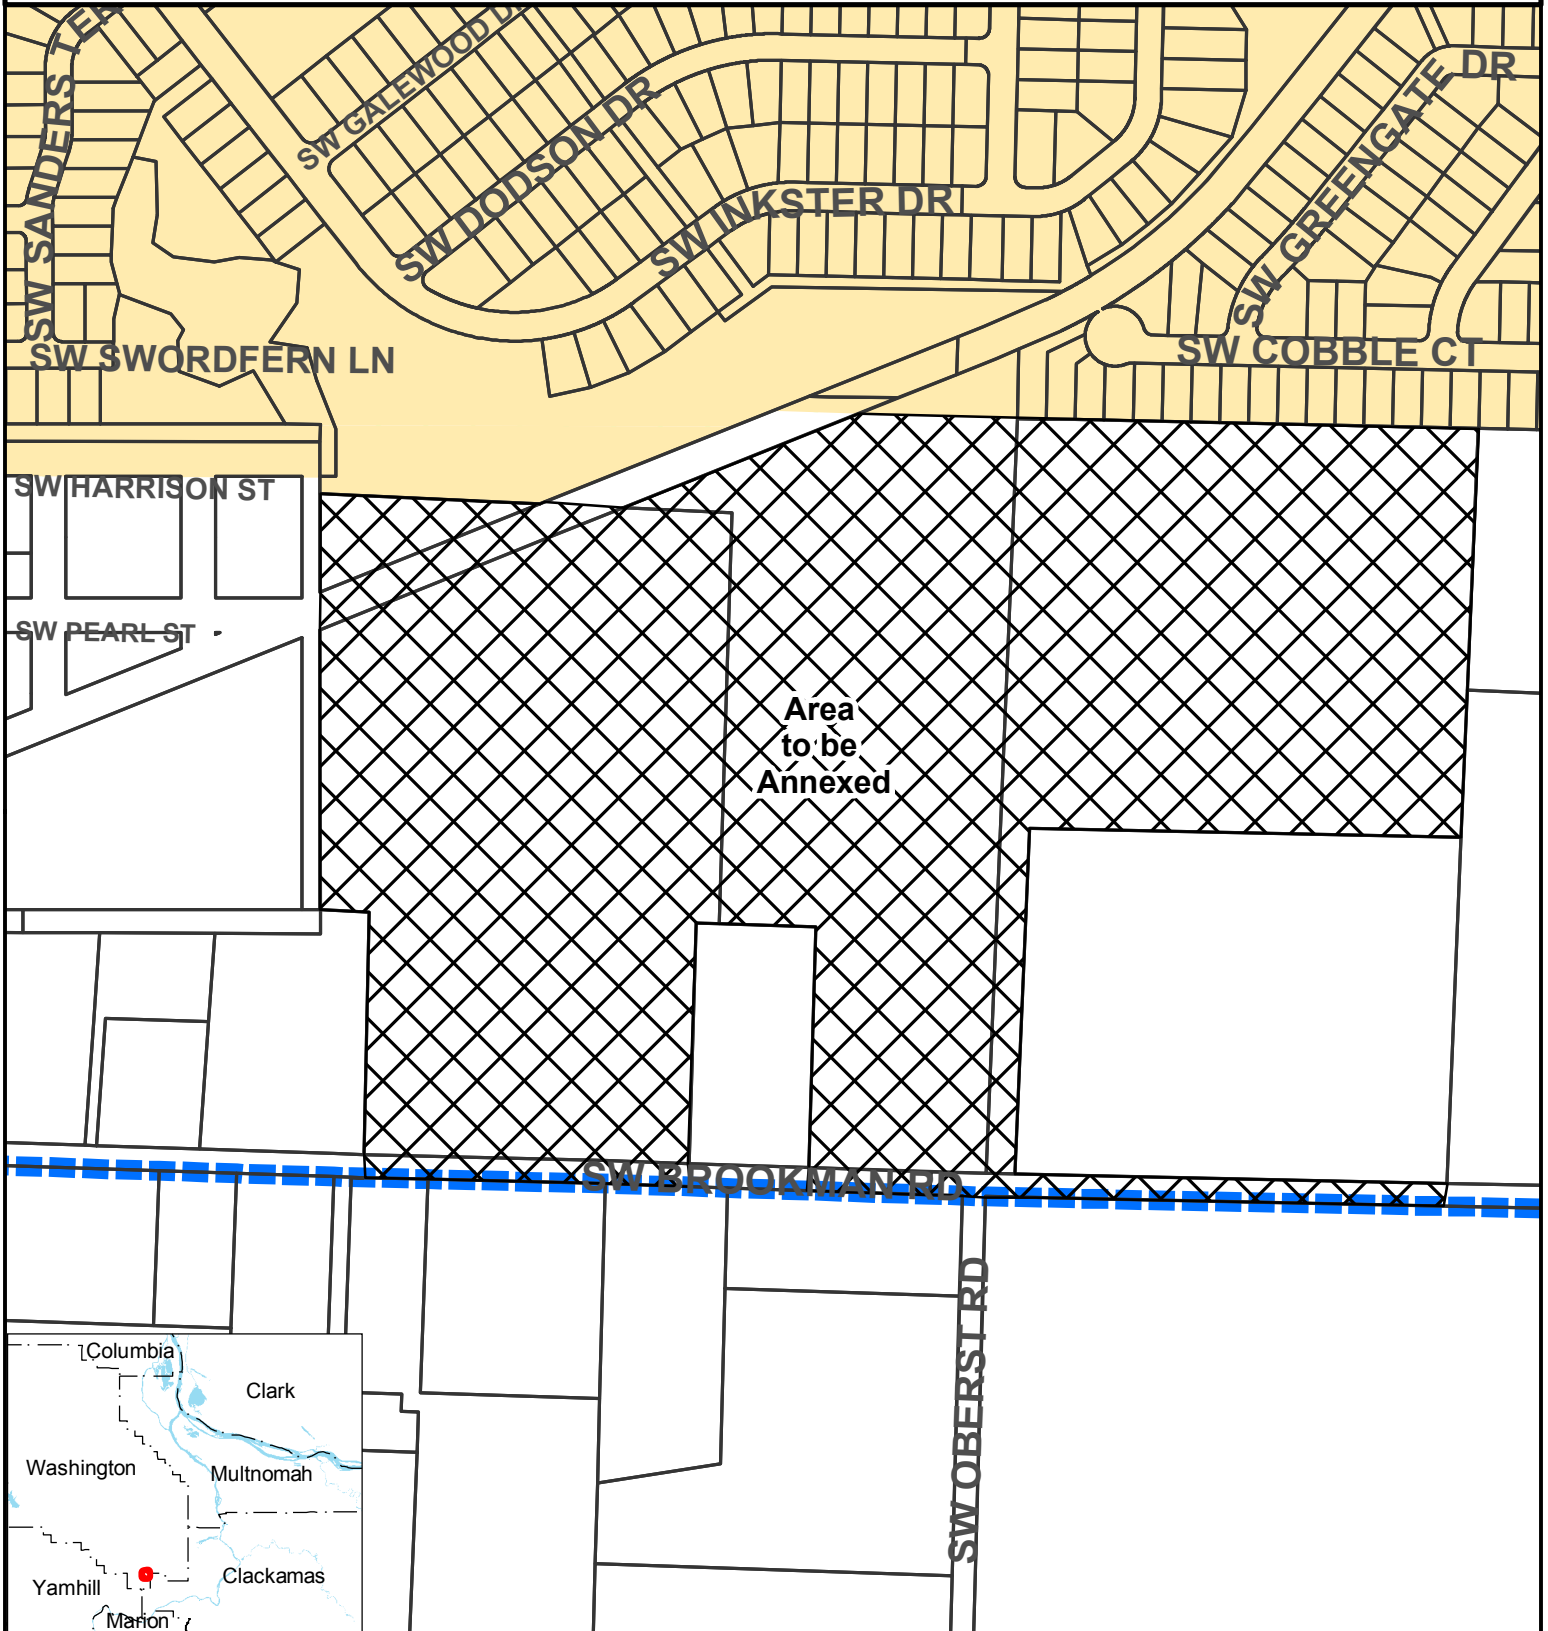 SW SANDERS TER
SW GALEWOOD DR
SW DODSON DR
SW INKSTER DR
SW GREENGATE DR
SW SWORDFERN LN
SW COBBLE CT
SW HARRISON ST
SW PEARL ST
Area
to be
Annexed
SW BROOKMAN RD
SW OBERST RD
Columbia
Clark
Washington
Multnomah
Yamhill
Clackamas
Marion